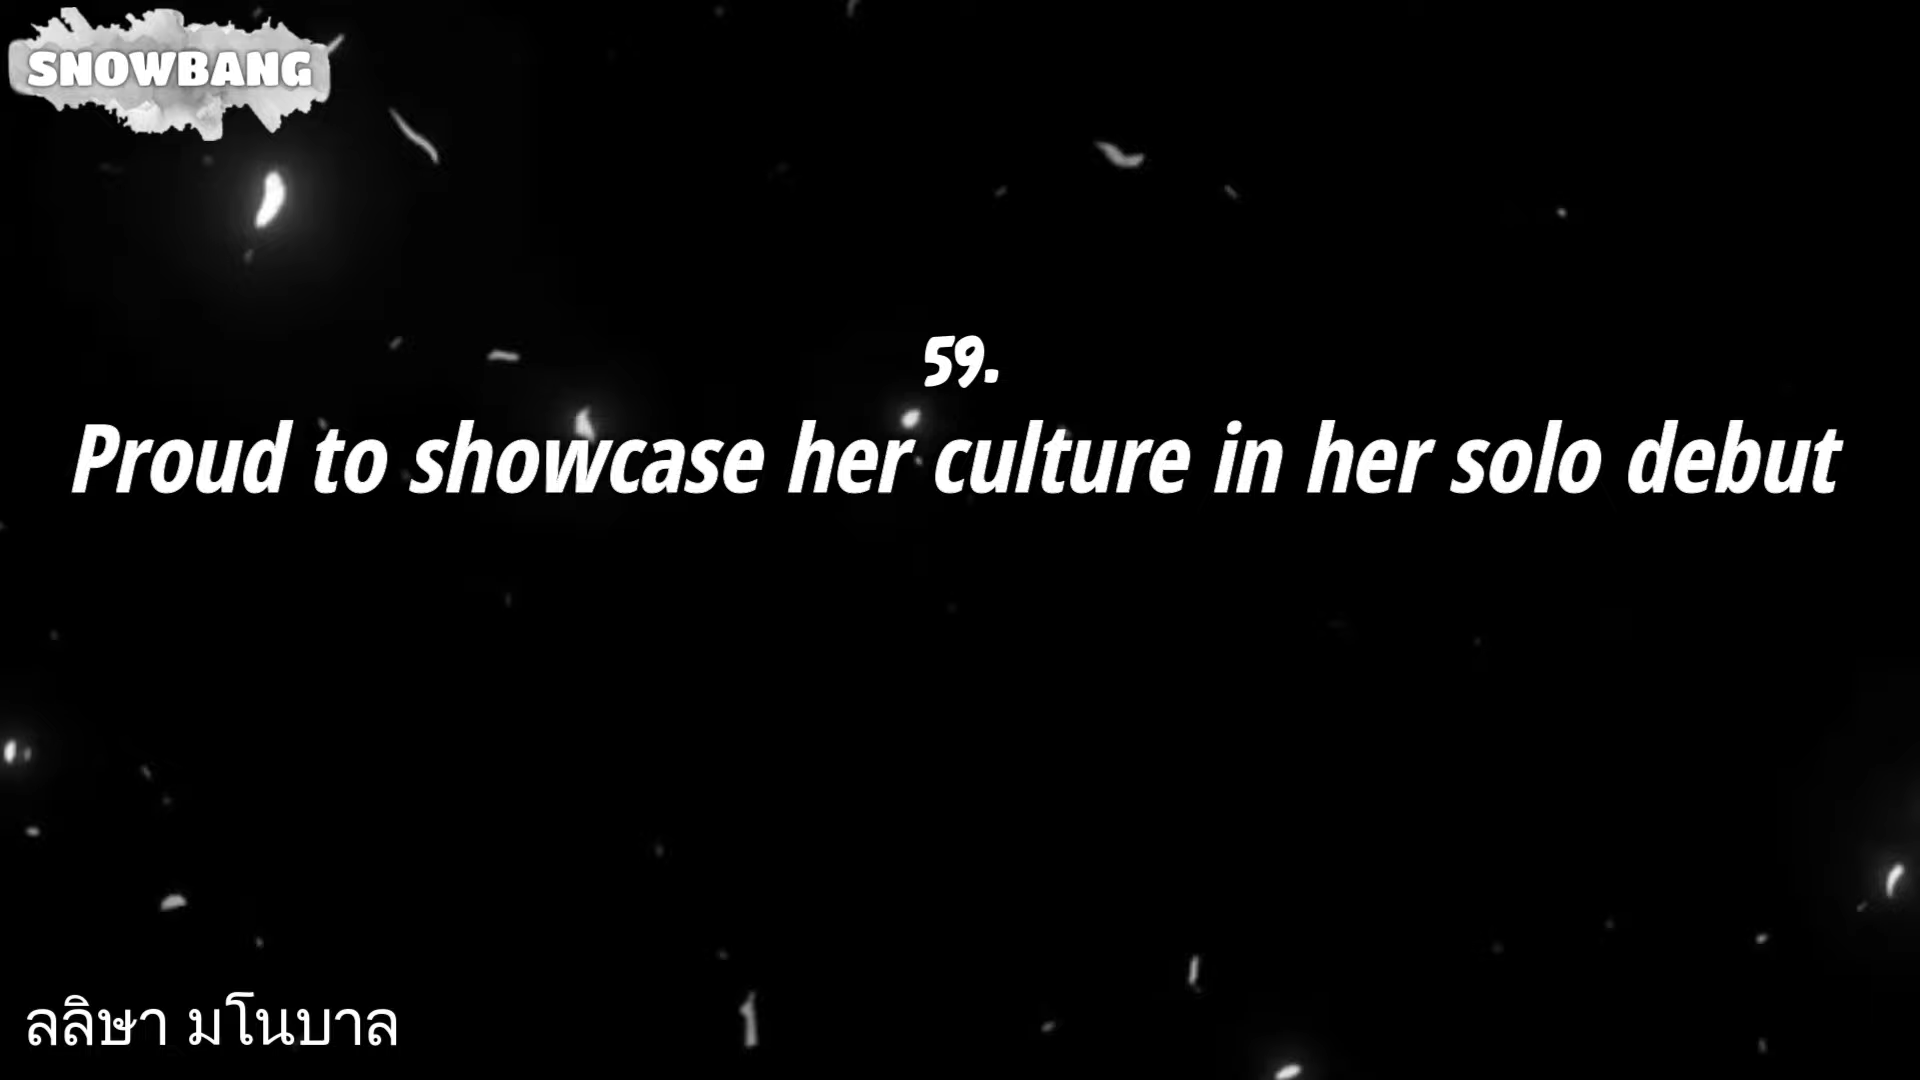 SNOWBANG
59.
Proud to showcase her culture in her solo debut
ลลิษา มโนบาล